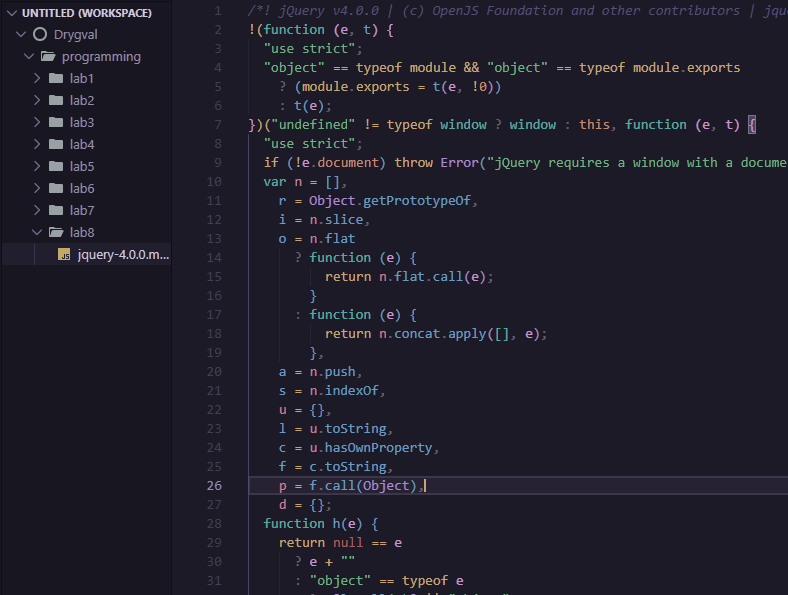 UNTITLED (WORKSPACE)
Drygval
programming
lab1
lab2
lab3
lab4
lab5
lab6
lab7
lab8
jquery-4.0.0.m...
1 /*! jQuery v4.0.0 | (c) OpenJS Foundation and other contributors | jque
2 !(function (e, t) {
3 "use strict";
4 "object" == typeof module && "object" == typeof module.exports
5 ? (module.exports = t(e, !0))
6 : t(e);
7 })("undefined" != typeof window ? window : this, function (e, t) {
8 "use strict";
9 if (!e.document) throw Error("jQuery requires a window with a docume
10 var n = [],
11 r = Object.getPrototypeOf,
12 i = n.slice,
13 o = n.flat
14 ? function (e) {
15 return n.flat.call(e);
16 }
17 : function (e) {
18 return n.concat.apply([], e);
19 },
20 a = n.push,
21 s = n.indexOf,
22 u = {},
23 l = u.toString,
24 c = u.hasOwnProperty,
25 f = c.toString,
26 p = f.call(Object),
27 d = {};
28 function h(e) {
29 return null == e
30 ? e + ""
31 : "object" == typeof e